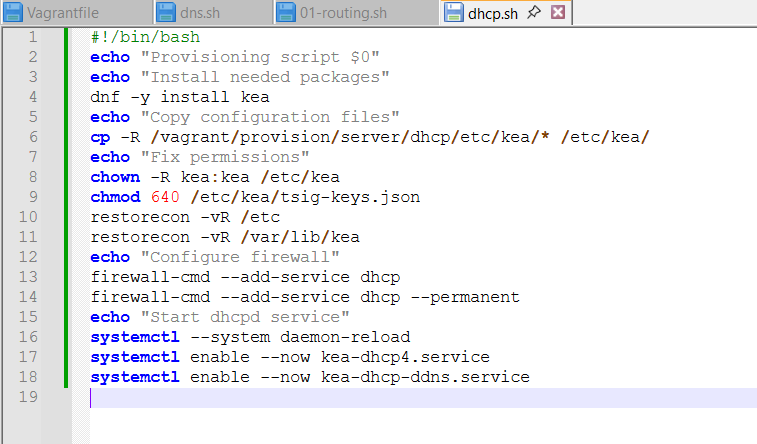 Vagrantfile dns.sh 01-routing.sh dhcp.sh
1 #!/bin/bash
2 echo "Provisioning script $0"
3 echo "Install needed packages"
4 dnf -y install kea
5 echo "Copy configuration files"
6 cp -R /vagrant/provision/server/dhcp/etc/kea/* /etc/kea/
7 echo "Fix permissions"
8 chown -R kea:kea /etc/kea
9 chmod 640 /etc/kea/tsig-keys.json
10 restorecon -vR /etc
11 restorecon -vR /var/lib/kea
12 echo "Configure firewall"
13 firewall-cmd --add-service dhcp
14 firewall-cmd --add-service dhcp --permanent
15 echo "Start dhcpd service"
16 systemctl --system daemon-reload
17 systemctl enable --now kea-dhcp4.service
18 systemctl enable --now kea-dhcp-ddns.service
19